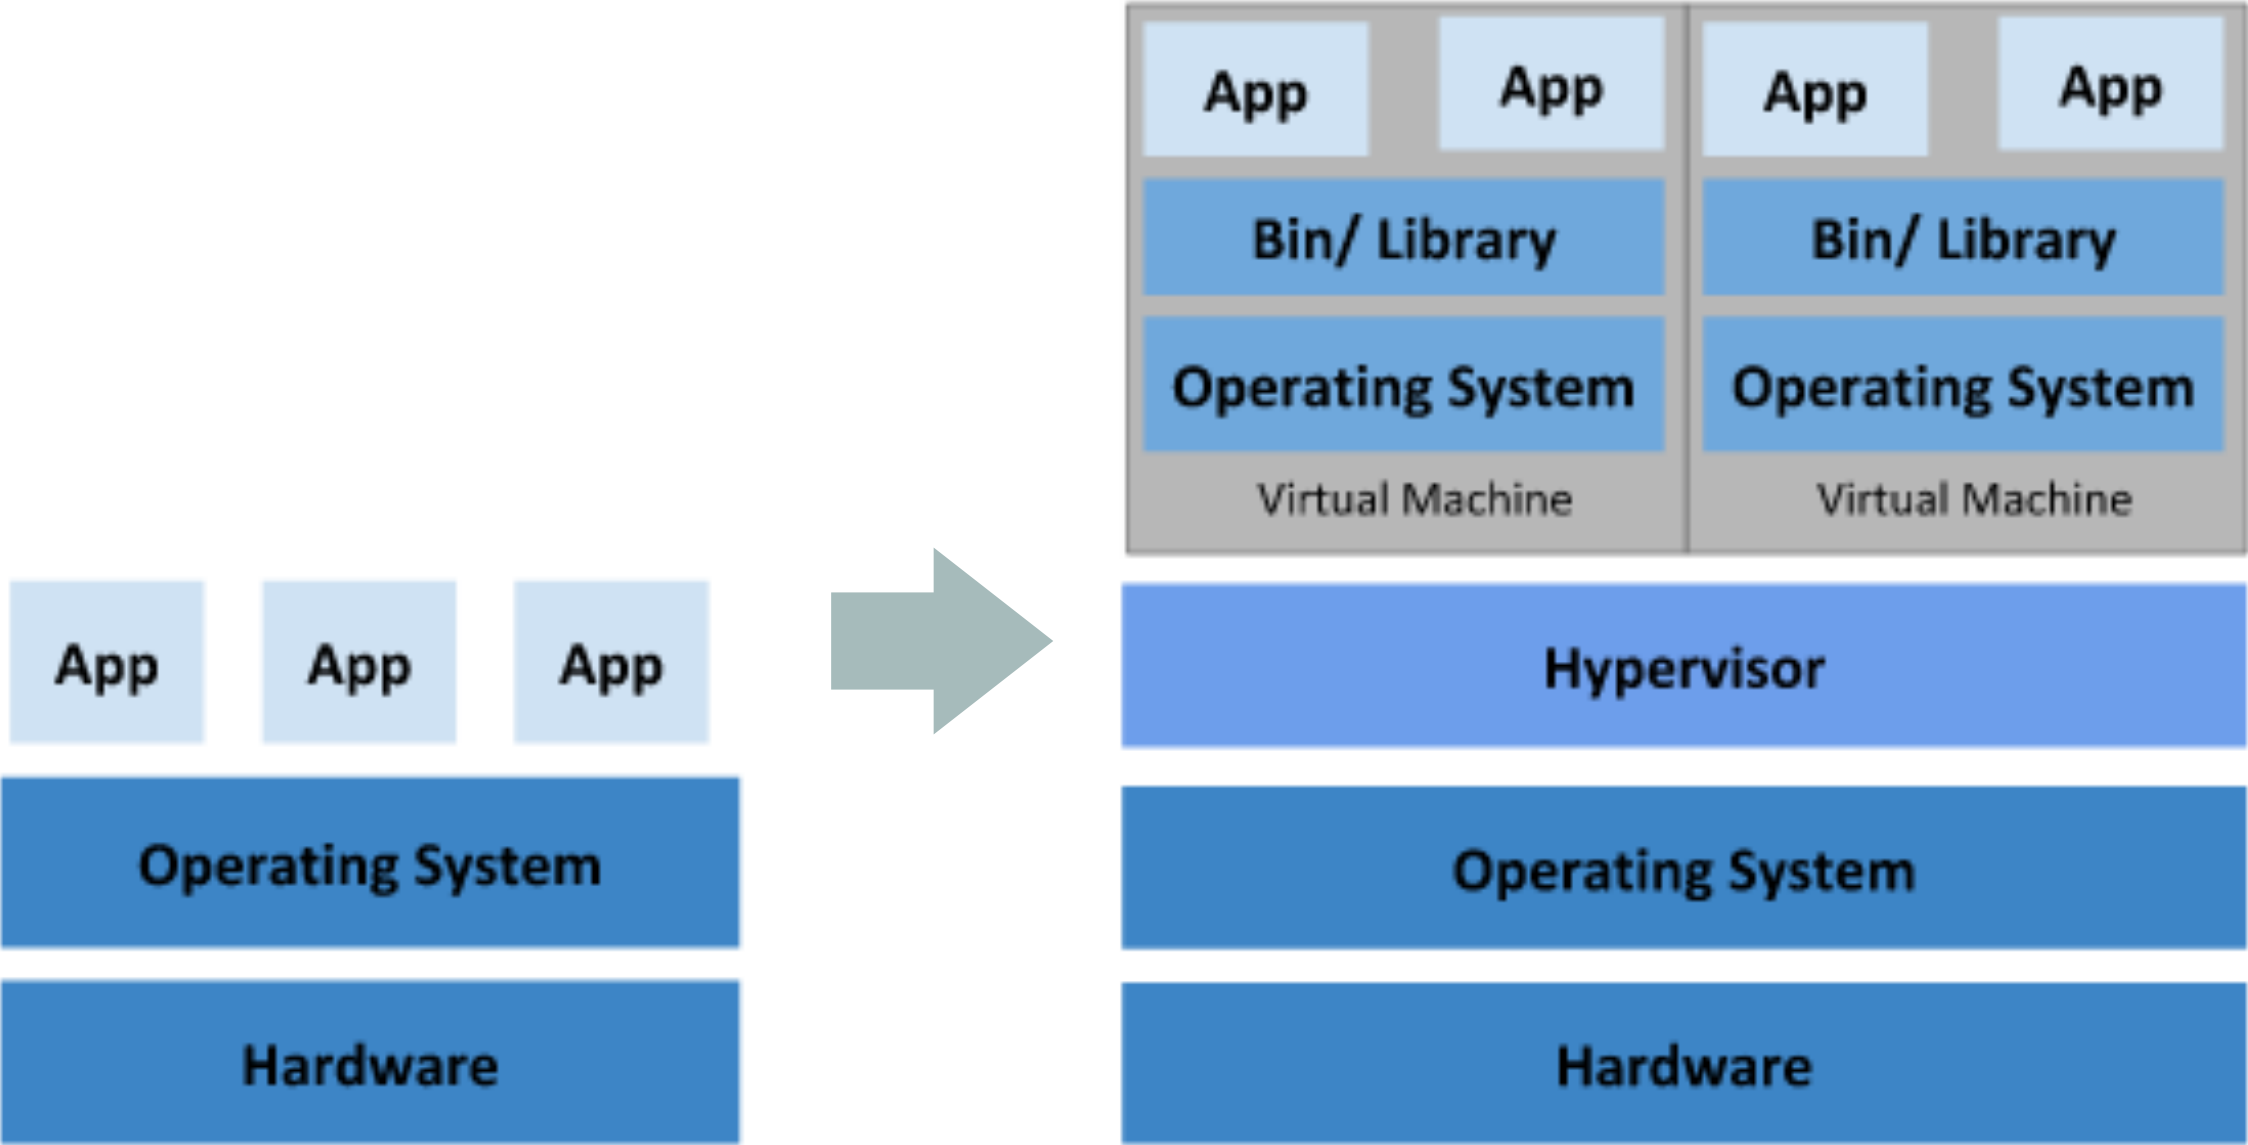 App
App
App
Operating System
Hardware
App
App
App
App
Bin/ Library
Bin/ Library
Operating System
Operating System
Virtual Machine
Virtual Machine
Hypervisor
Operating System
Hardware